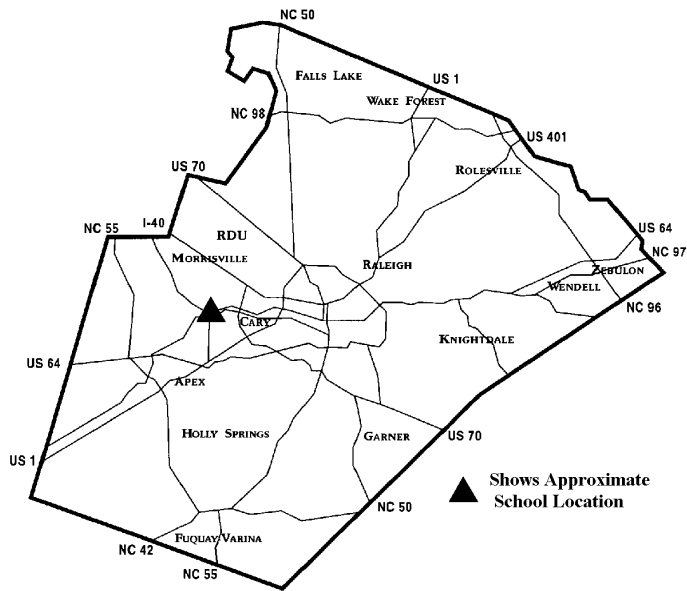 NC 50
FALLS LAKE
US 1
WAKE FOREST
NC 98
US 401
US 70
ROLESVILLE
NC 55
I-40
RDU
US 64
MORRISVILLE
RALEIGH
NC 97
ZEBULON
WENDELL
NC 96
CARY
KNIGHTDALE
US 64
APEX
HOLLY SPRINGS
GARNER
US 70
US 1
Shows Approximate
School Location
NC 50
FUQUAY VARINA
NC 42
NC 55